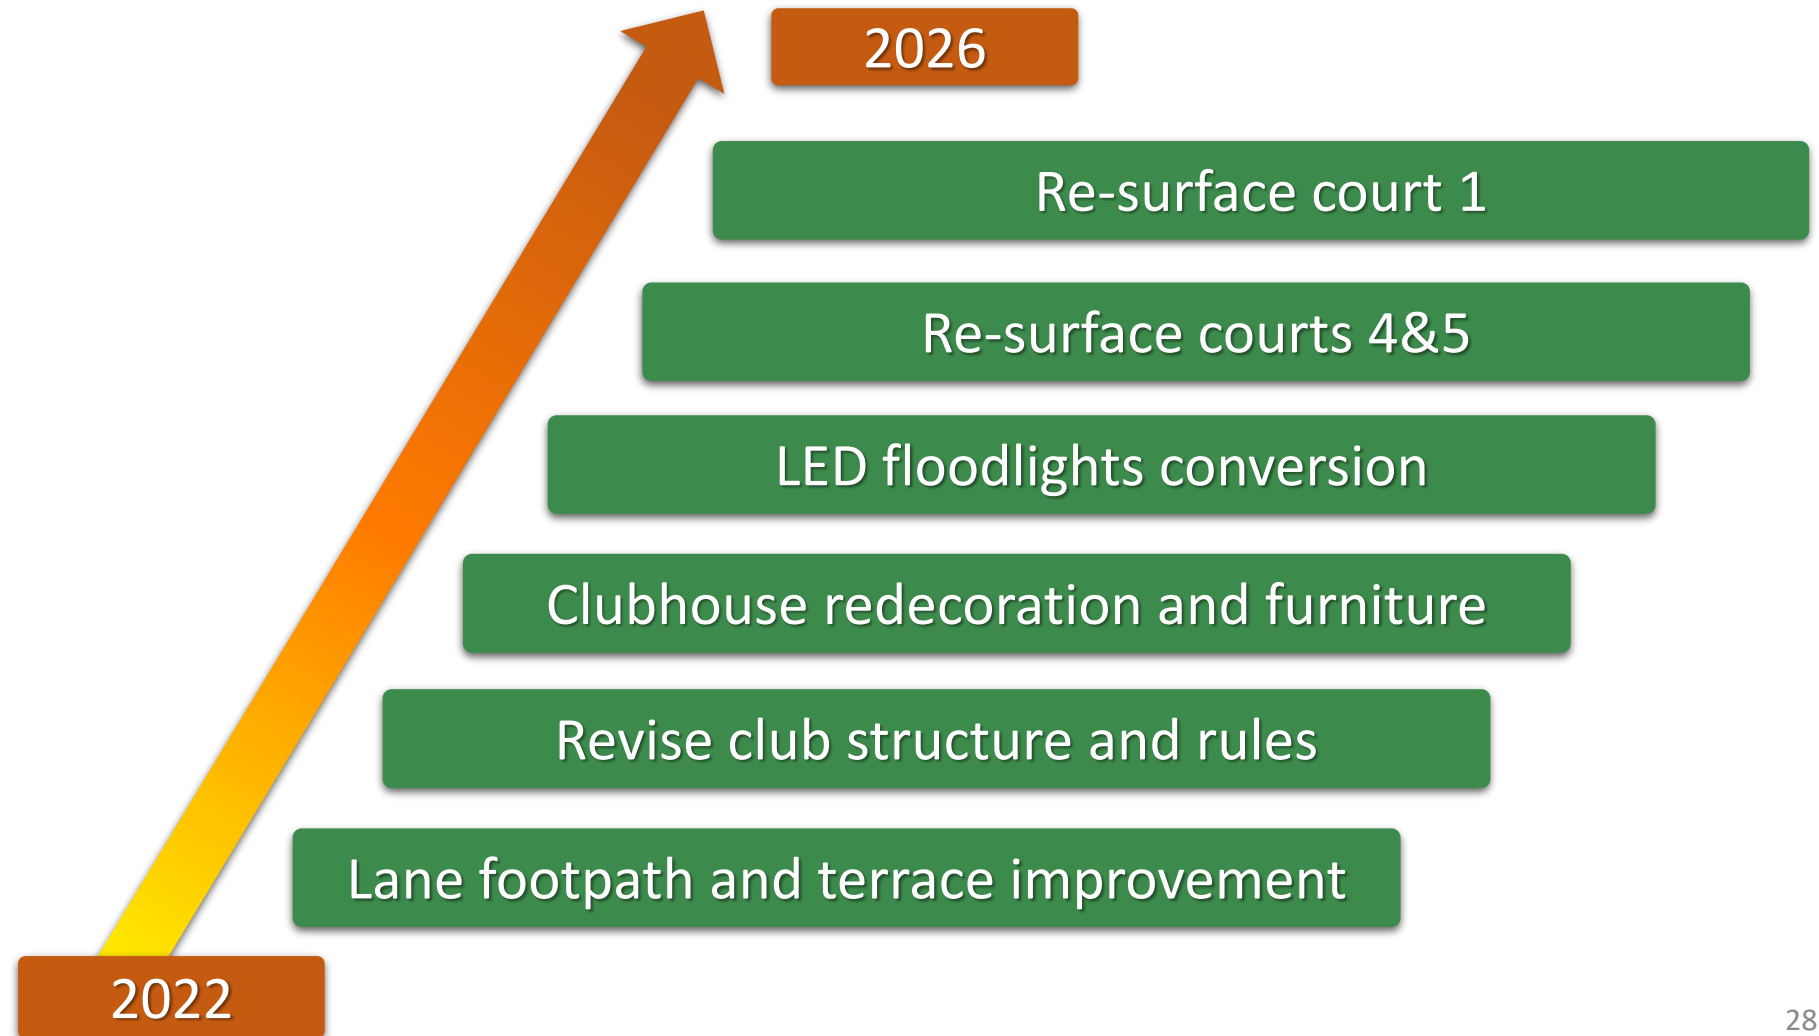 2026
Re-surface court 1
Re-surface courts 4&5
LED floodlights conversion
Clubhouse redecoration and furniture
Revise club structure and rules
Lane footpath and terrace improvement
2022
28